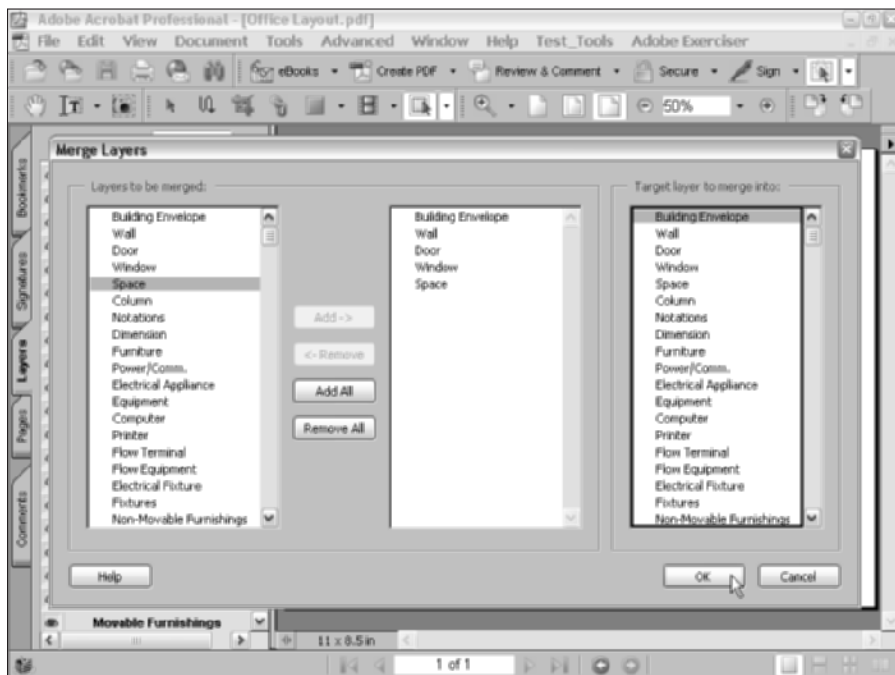 Adobe Acrobat Professional - [Office Layout.pdf]
File Edit View Document Tools Advanced Window Help Test_Tools Adobe Exerciser
eBooks Create PDF Review & Comment Secure Sign
50%
Merge Layers
Layers to be merged:
Building Envelope
Wall
Door
Window
Space
Column
Notations
Dimension
Furniture
Power/Comm.
Electrical Appliance
Equipment
Computer
Printer
Flow Terminal
Flow Equipment
Electrical Fixture
Fixtures
Non-Movable Furnishings
Add ->
<- Remove
Add All
Remove All
Building Envelope
Wall
Door
Window
Space
Target layer to merge into:
Building Envelope
Wall
Door
Window
Space
Column
Notations
Dimension
Furniture
Power/Comm.
Electrical Appliance
Equipment
Computer
Printer
Flow Terminal
Flow Equipment
Electrical Fixture
Fixtures
Non-Movable Furnishings
Help
OK
Cancel
Bookmarks
Signatures
Layers
Pages
Comments
Movable Furnishings
11 x 8.5 in
1 of 1